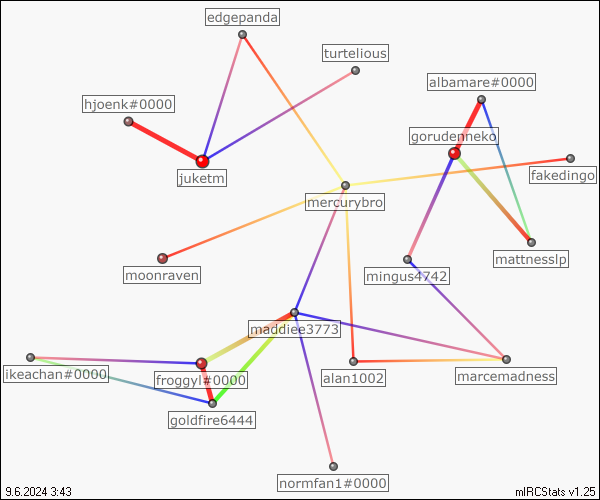 edgepanda
turtelious
albamare#0000
hjoenk#0000
gorudenneko
fakedingo
juketm
mercurybro
mattnesslp
moonraven
mingus4742
maddiee3773
ikeachan#0000
froggyl#0000
alan1002
marcemadness
goldfire6444
normfan1#0000
9.6.2024 3:43
mIRCStats v1.25